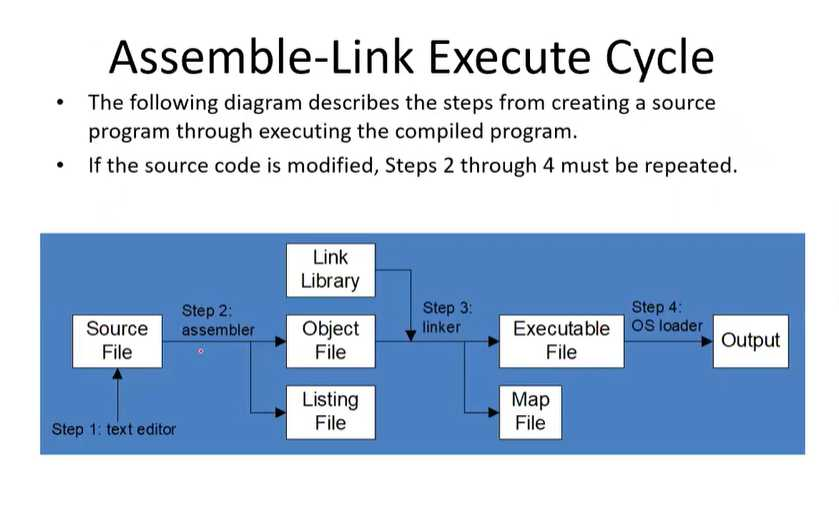 Assemble-Link Execute Cycle
• The following diagram describes the steps from creating a source
program through executing the compiled program.
• If the source code is modified, Steps 2 through 4 must be repeated.
Link
Library
Step 2:
assembler
Step 3:
linker
Step 4:
OS loader
Source
File
Object
File
Executable
File
Output
Listing
File
Map
File
Step 1: text editor